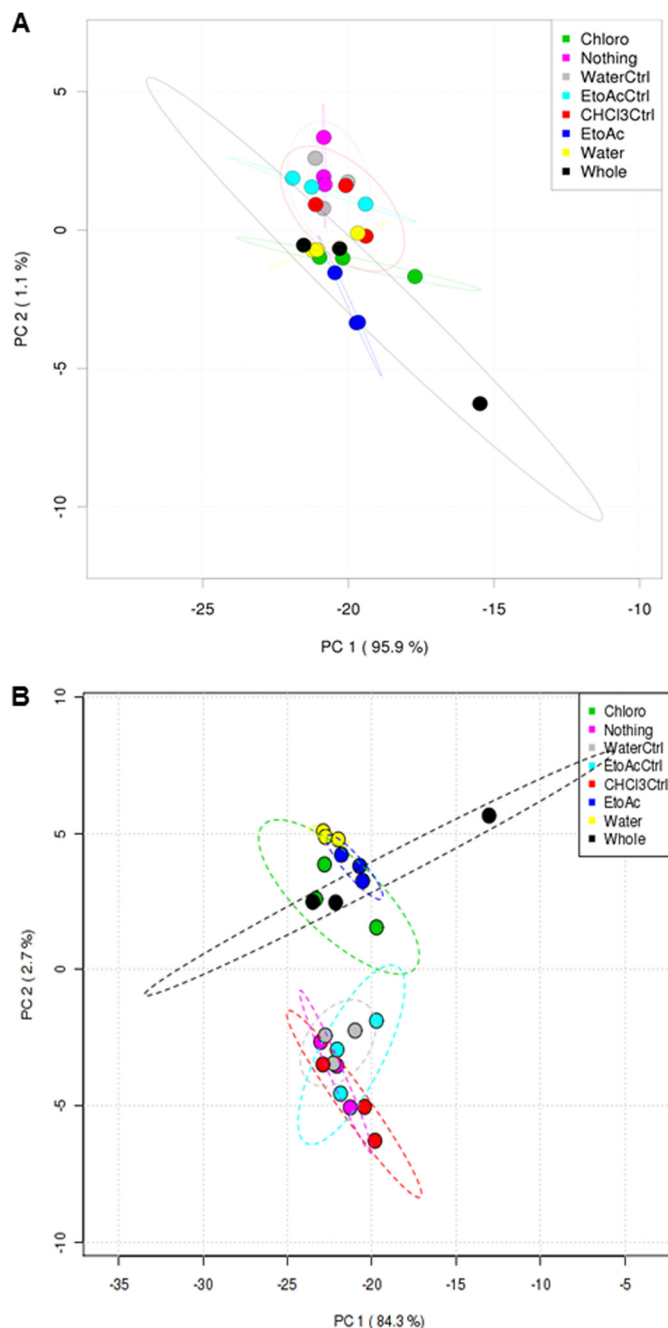 A
Chloro
Nothing
WaterCtrl
EtoAcCtrl
CHCl3Ctrl
EtoAc
Water
Whole
5
0
-5
-10
PC 2 ( 1.1 %)
-25
-20
-15
-10
PC 1 ( 95.9 %)
B
Chloro
Nothing
WaterCtrl
EtoAcCtrl
CHCl3Ctrl
EtoAc
Water
Whole
10
5
0
-5
-10
PC 2 ( 2.7 %)
-35
-30
-25
-20
-15
-10
-5
PC 1 ( 84.3 %)